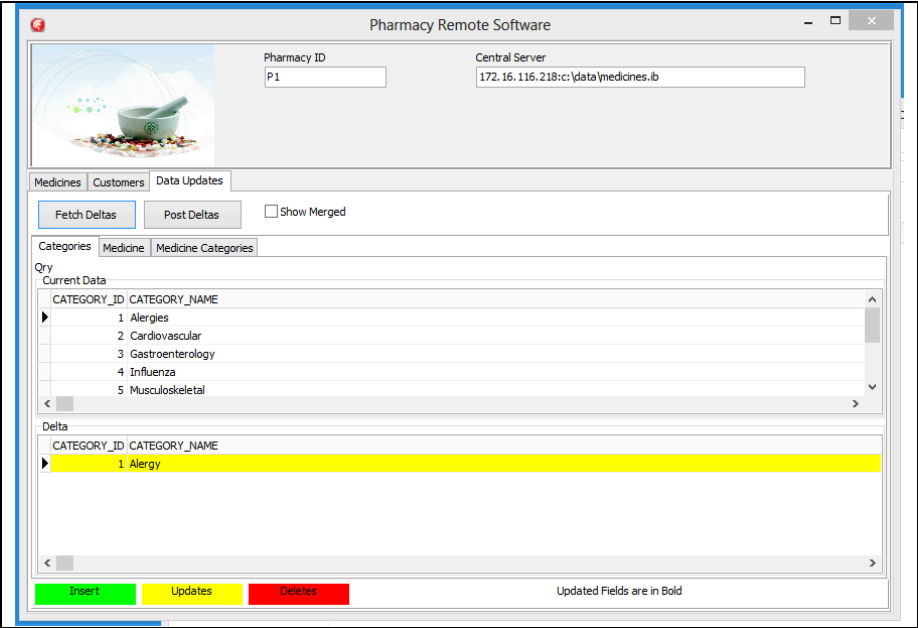 Pharmacy Remote Software
Pharmacy ID
Central Server
P1
172.16.116.218:c:\data\medicines.ib
Medicines Customers Data Updates
Fetch Deltas Post Deltas Show Merged
Categories Medicine Medicine Categories
Qry
Current Data
CATEGORY_ID CATEGORY_NAME
1 Alergies
2 Cardiovascular
3 Gastroenterology
4 Influenza
5 Musculoskeletal
Delta
CATEGORY_ID CATEGORY_NAME
1 Alergy
Insert Updates Deletes Updated Fields are in Bold